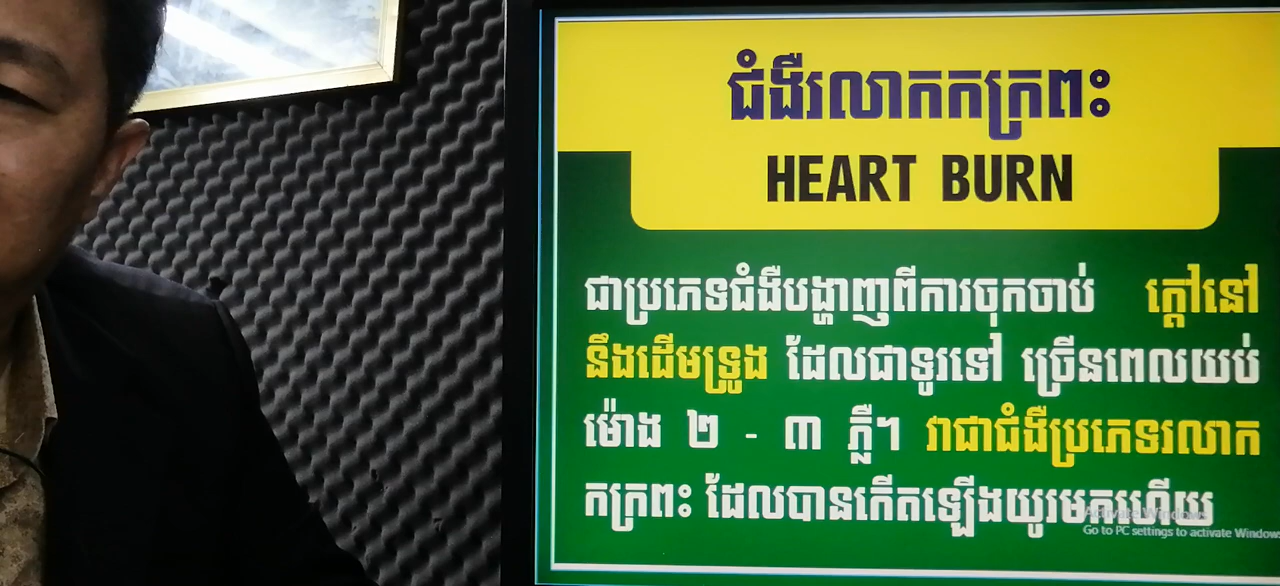 ជំងឺរលាកកក្រពះ
HEART BURN
ជាប្រភេទជំងឺបង្ហាញពីការចុកចាប់ ក្តៅនៅ
នឹងដើមទ្រូង ដែលជាទូរទៅ ច្រើនពេលយប់
ម៉ោង ២ - ៣ ភ្លឺ។ វាជាជំងឺប្រភេទរលាក
កក្រពះ ដែលបានកើតឡើងយូរមកហើយ
Activate Windows
Go to PC settings to activate Windows